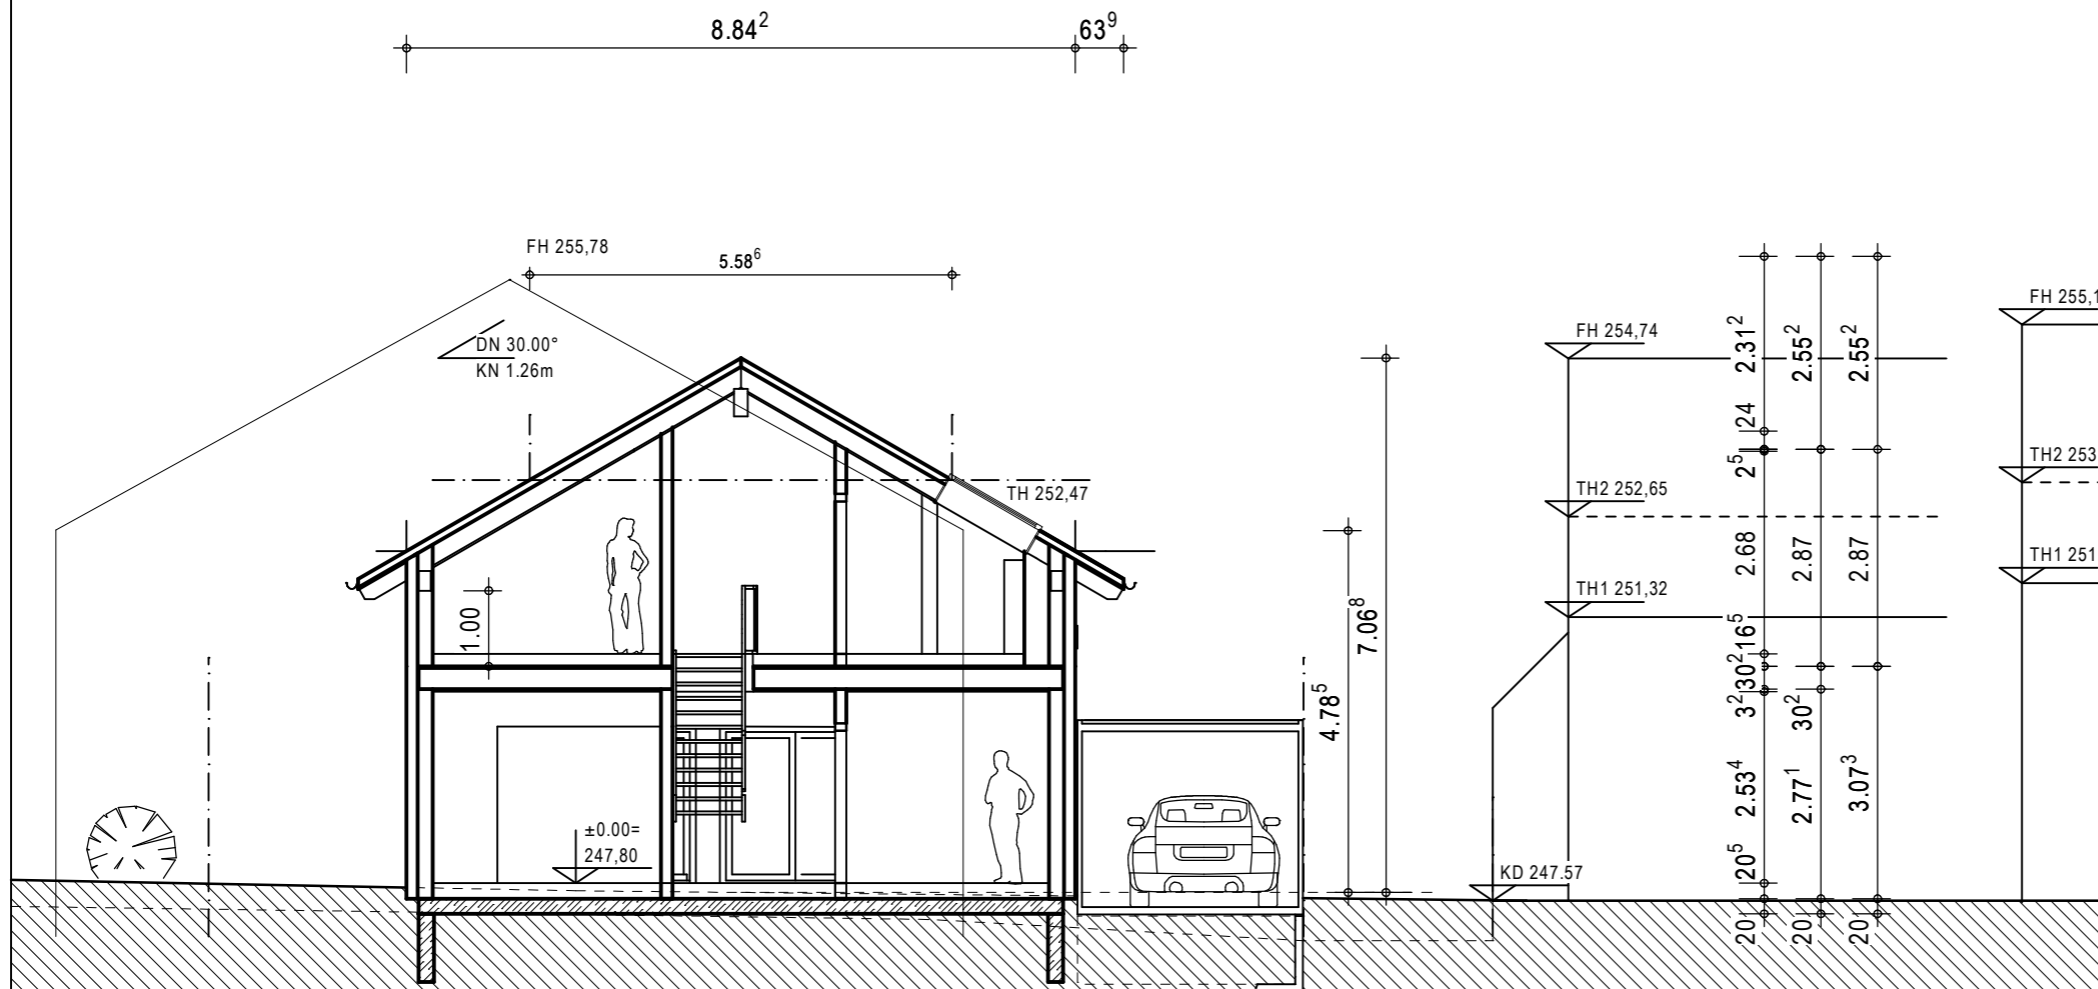 8.84²
63⁹
FH 255,78
5.58⁶
DN 30.00°
KN 1.26m
TH 252,47
1.00
±0.00=
247,80
4.78⁵
7.06⁸
KD 247.57
FH 254,74
TH2 252,65
TH1 251,32
2.31²
24
2⁵
2.68
16⁵
30²
3²
2.53⁴
20⁵
20
2.55²
2.87
30²
2.77¹
20
2.55²
2.87
3.07³
20
FH 255,1
TH2 253
TH1 251